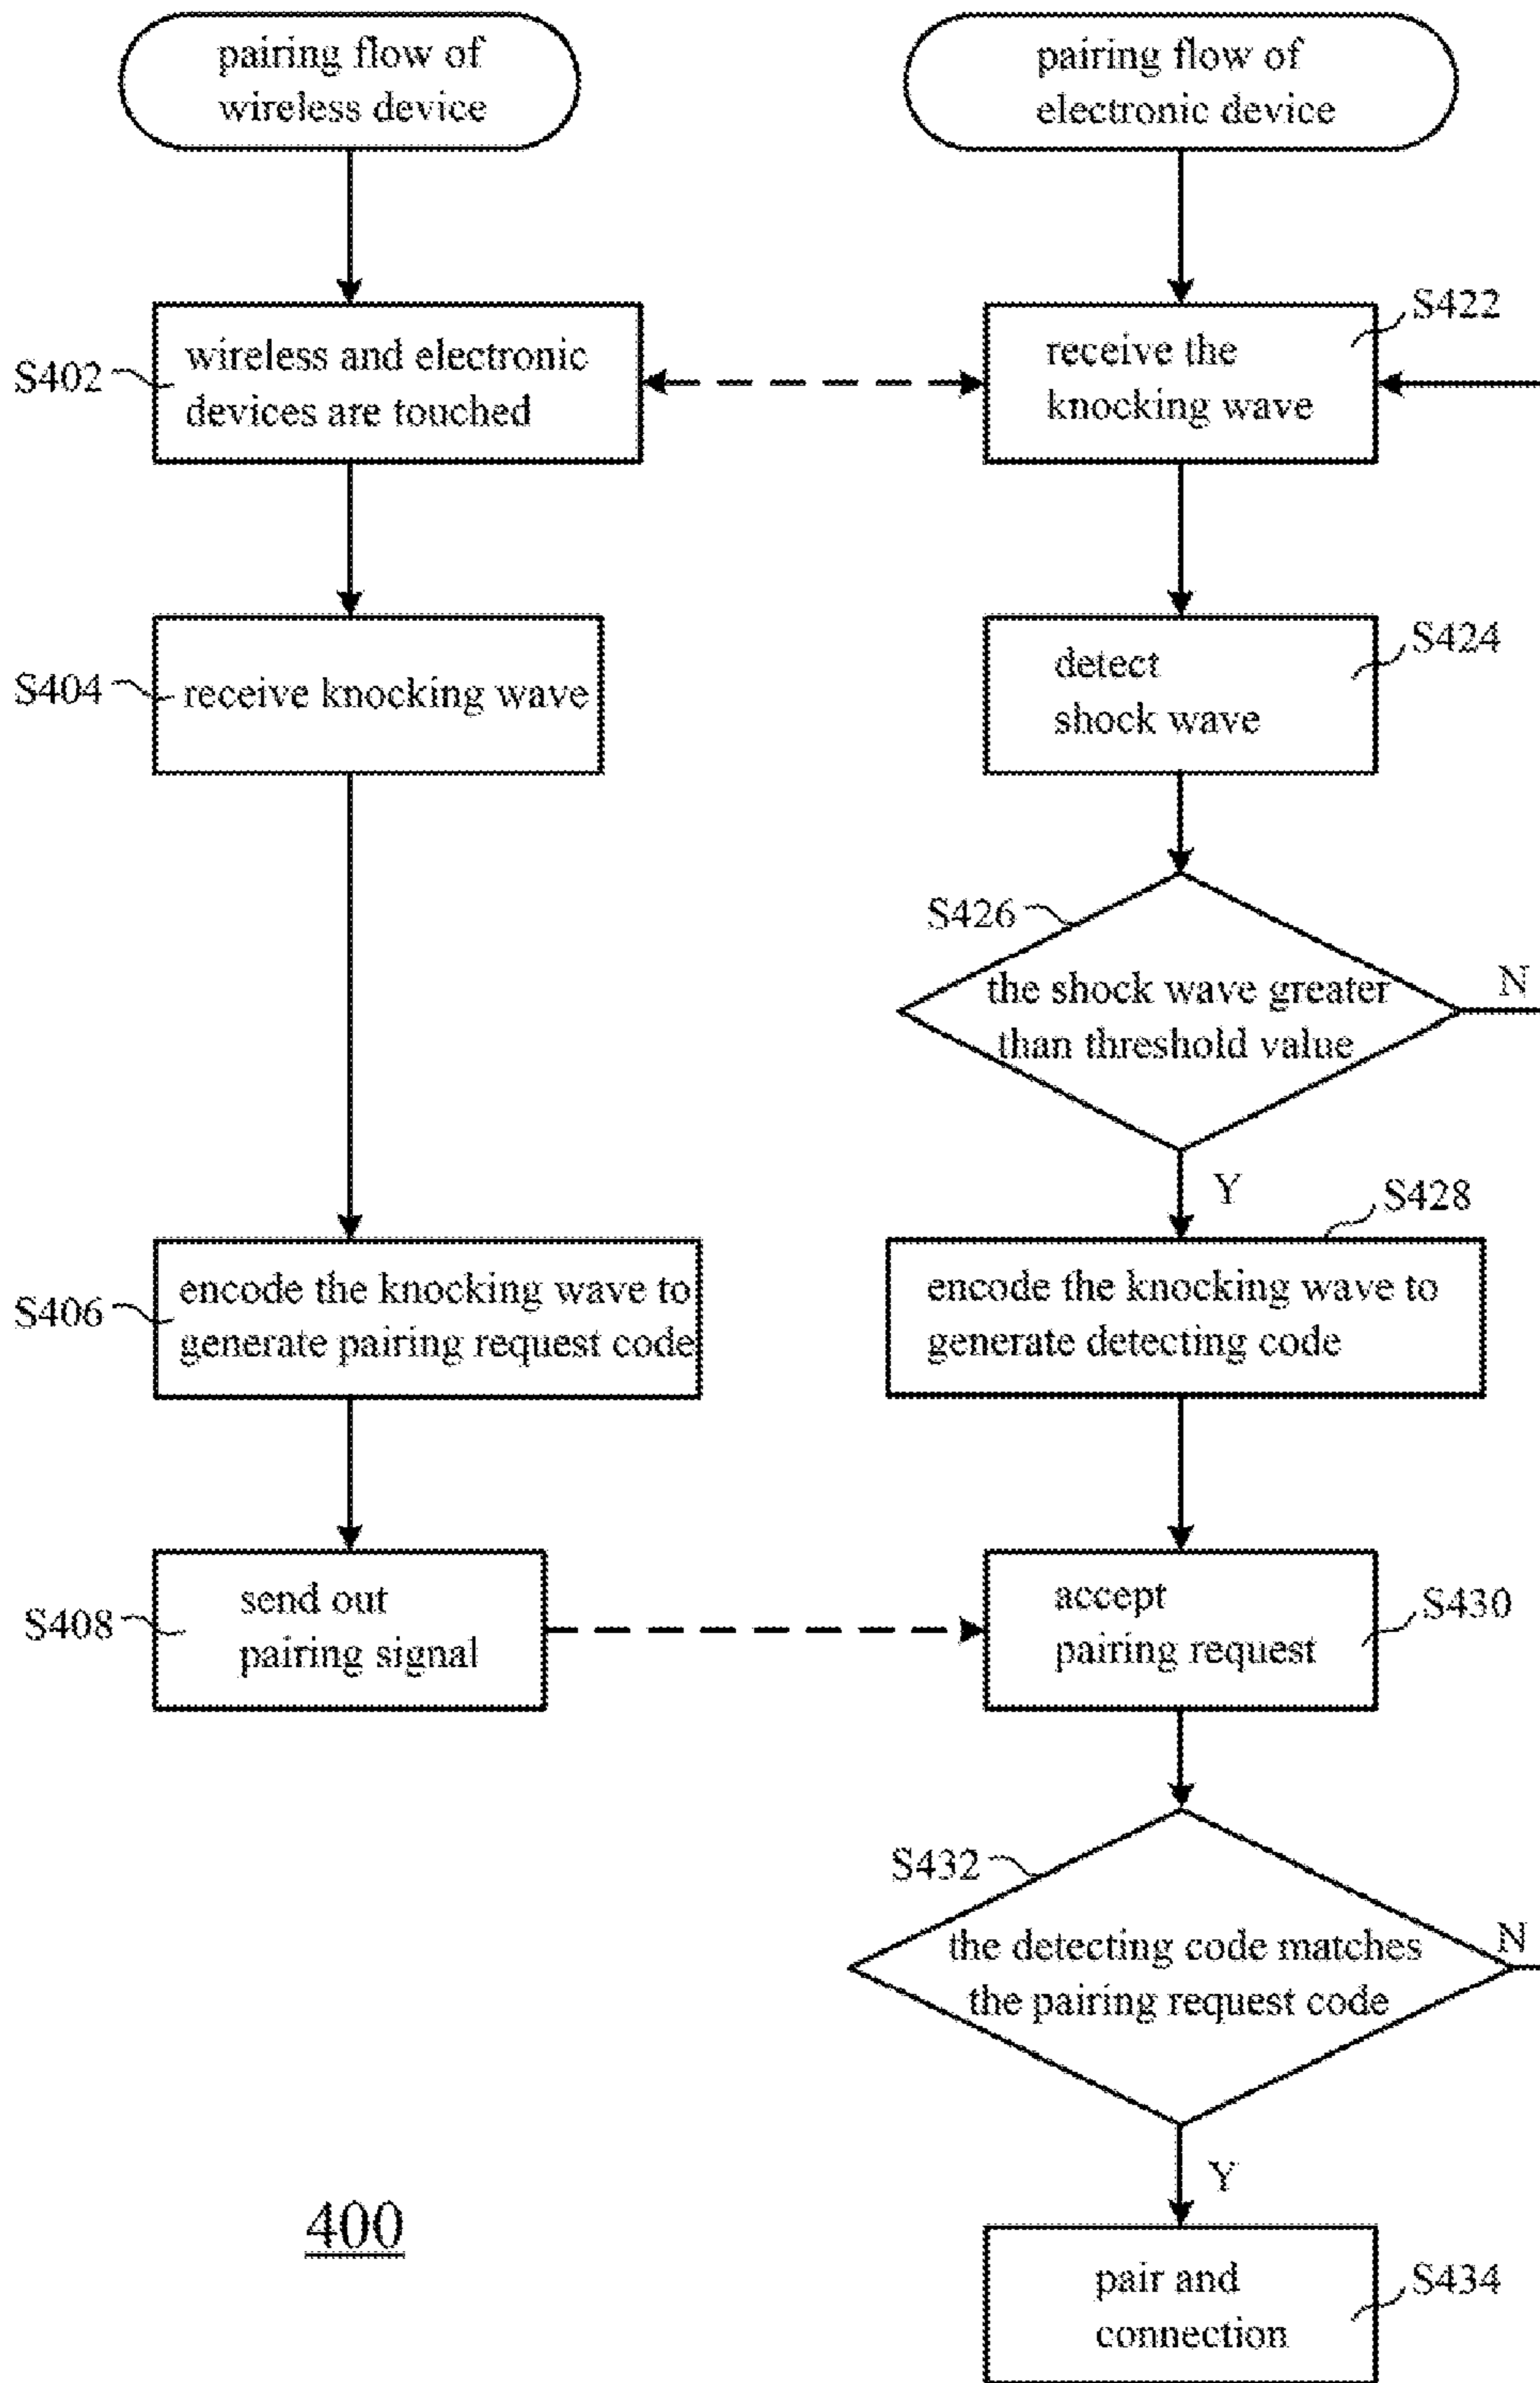 pairing flow of
wireless device
pairing flow of
electronic device
S402
wireless and electronic
devices are touched
S422
receive the
knocking wave
S404
receive knocking wave
S424
detect
shock wave
S426
the shock wave greater
than threshold value
N
Y
S406
encode the knocking wave to
generate pairing request code
S428
encode the knocking wave to
generate detecting code
S408
send out
pairing signal
S430
accept
pairing request
S432
the detecting code matches
the pairing request code
N
Y
400
S434
pair and
connection